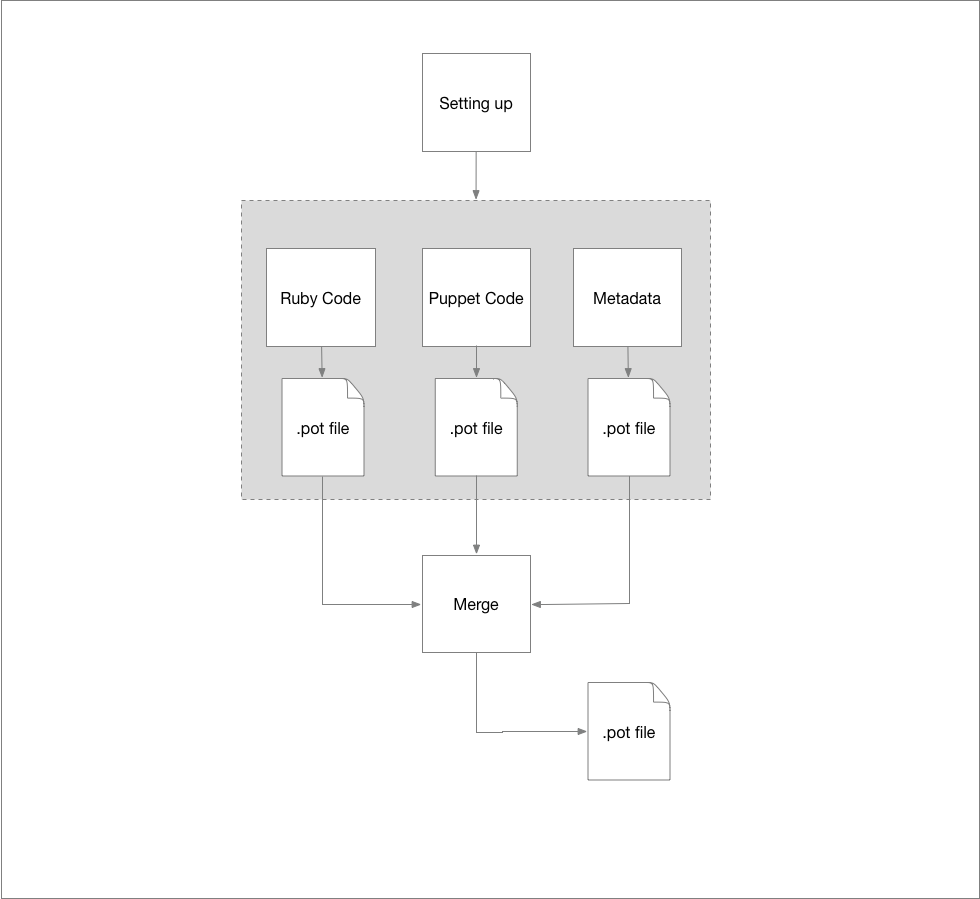 Setting up
Ruby Code
Puppet Code
Metadata
.pot file
.pot file
.pot file
Merge
.pot file